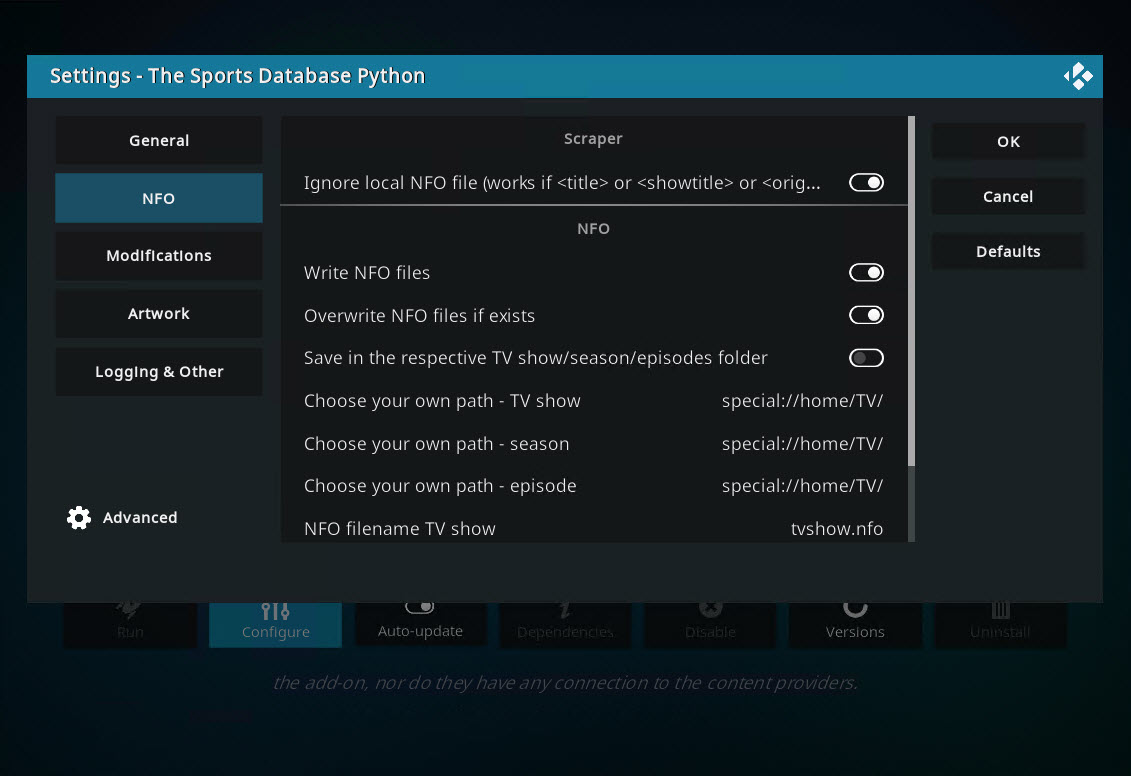 Settings - The Sports Database Python
General
NFO
Modifications
Artwork
Logging & Other
Advanced
Scraper
Ignore local NFO file (works if <title> or <showtitle> or <orig...
NFO
Write NFO files
Overwrite NFO files if exists
Save in the respective TV show/season/episodes folder
Choose your own path - TV show special://home/TV/
Choose your own path - season special://home/TV/
Choose your own path - episode special://home/TV/
NFO filename TV show tvshow.nfo
OK
Cancel
Defaults
Run Configure Auto-update Dependencies Disable Versions Uninstall
the add-on, nor do they have any connection to the content providers.